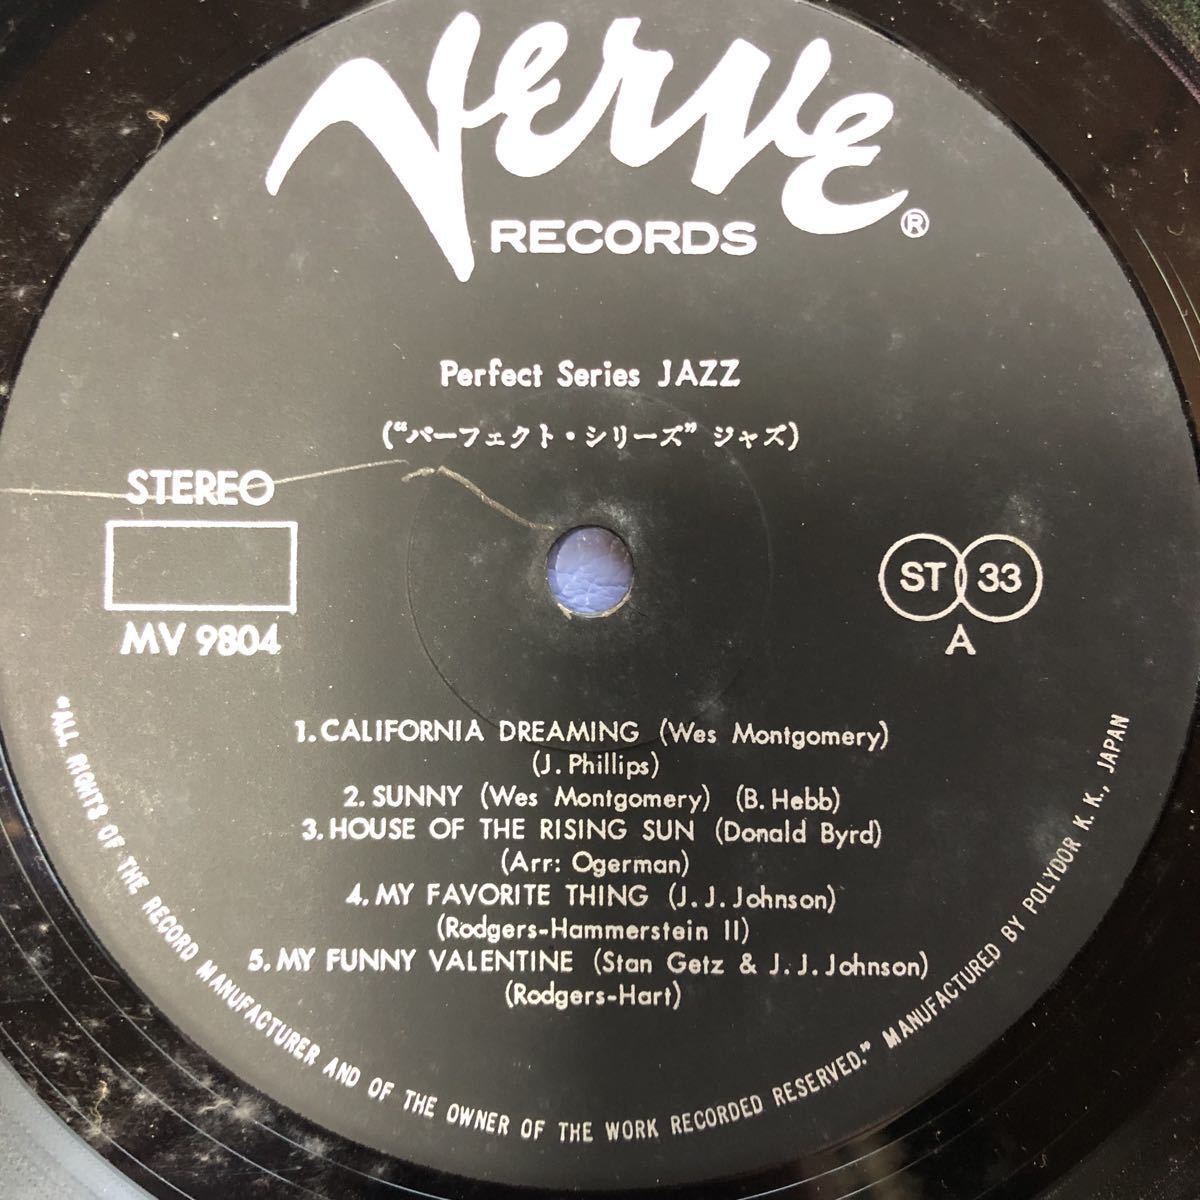 Verve
RECORDS ®
Perfect Series JAZZ
(“パーフェクト・シリーズ” ジャズ)
STEREO
MV 9804
ST 33
A
1. CALIFORNIA DREAMING (Wes Montgomery)
(J. Phillips)
2. SUNNY (Wes Montgomery) (B. Hebb)
3. HOUSE OF THE RISING SUN (Donald Byrd)
(Arr: Ogerman)
4. MY FAVORITE THING (J. J. Johnson)
(Rodgers-Hammerstein II)
5. MY FUNNY VALENTINE (Stan Getz & J. J. Johnson)
(Rodgers-Hart)
“ALL RIGHTS OF THE RECORD MANUFACTURER AND OF THE OWNER OF THE WORK RECORDED RESERVED.” MANUFACTURED BY POLYDOR K. K., JAPAN